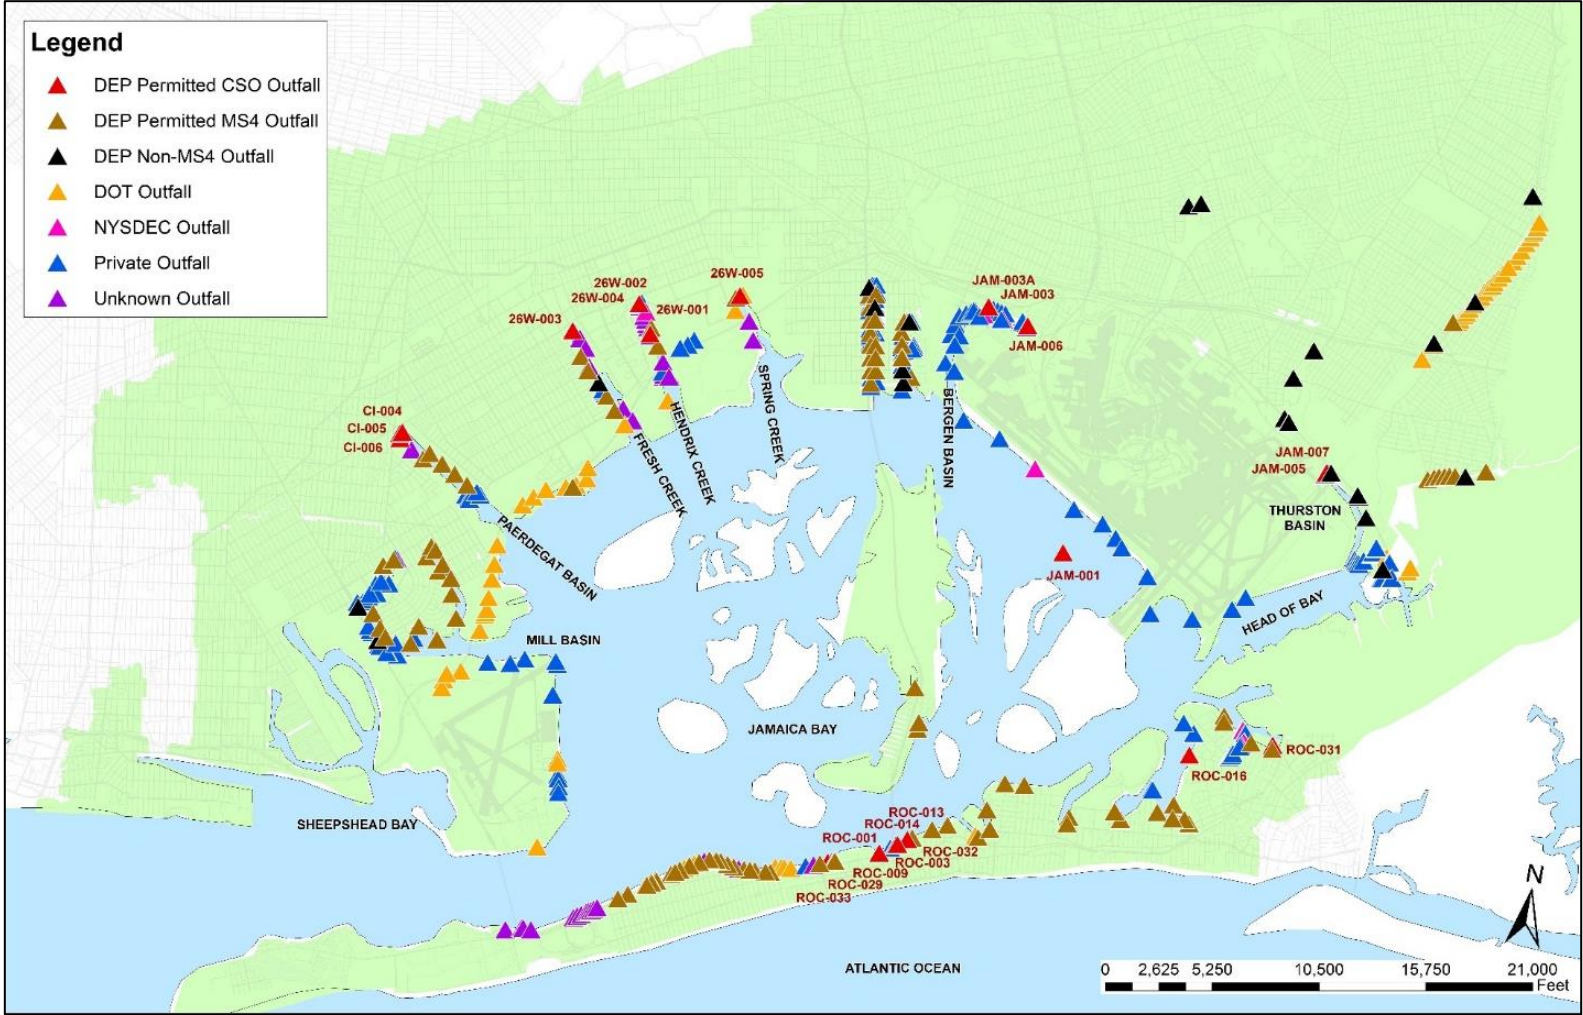 Legend
DEP Permitted CSO Outfall
DEP Permitted MS4 Outfall
DEP Non-MS4 Outfall
DOT Outfall
NYSDEC Outfall
Private Outfall
Unknown Outfall
26W-002
26W-004
26W-003
26W-001
26W-005
JAM-003A
JAM-003
JAM-006
CI-004
CI-005
CI-006
SPRING CREEK
HENDRIX CREEK
FRESH CREEK
BERGEN BASIN
PAERDEGAT BASIN
JAM-007
JAM-005
THURSTON
BASIN
JAM-001
HEAD OF BAY
MILL BASIN
JAMAICA BAY
ROC-031
ROC-016
SHEEPSHEAD BAY
ROC-013
ROC-014
ROC-001
ROC-032
ROC-003
ROC-009
ROC-029
ROC-033
ATLANTIC OCEAN
N
0 2,625 5,250 10,500 15,750 21,000
Feet